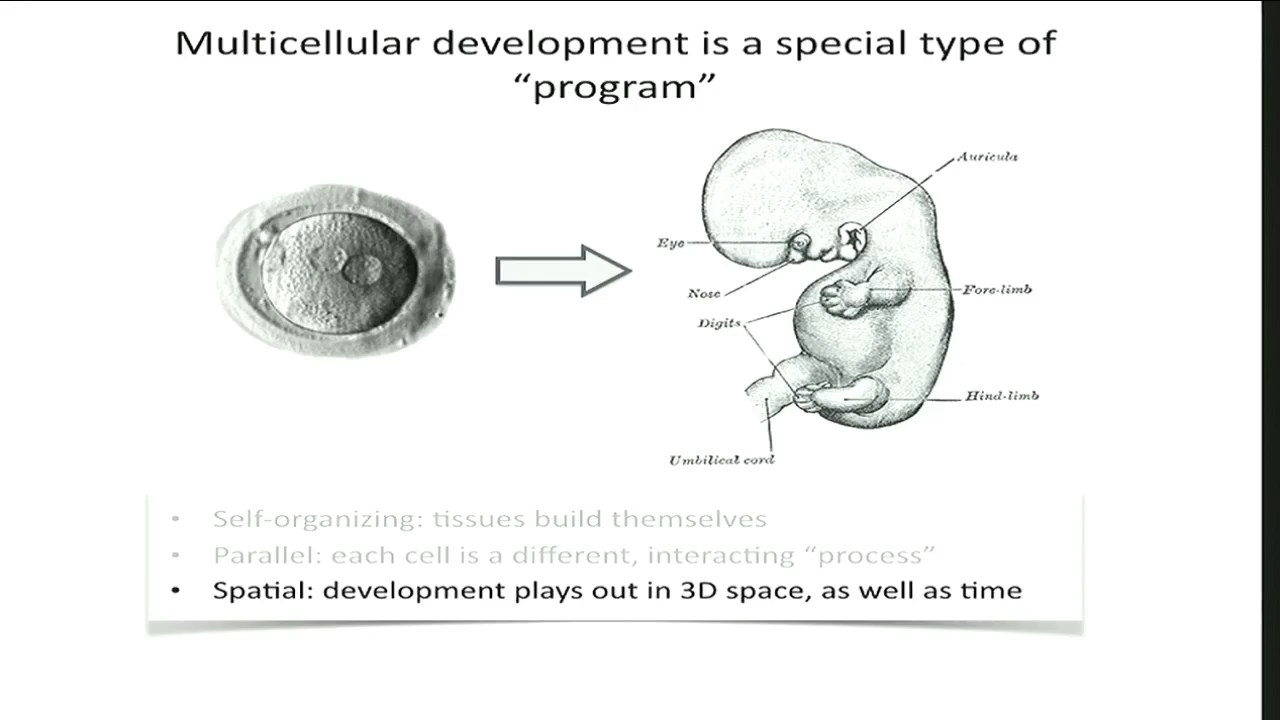 Multicellular development is a special type of
“program”
Auricula
Eye
Nose
Fore-limb
Digits
Hind-limb
Umbilical cord
• Self-organizing: tissues build themselves
• Parallel: each cell is a different, interacting “process”
• Spatial: development plays out in 3D space, as well as time